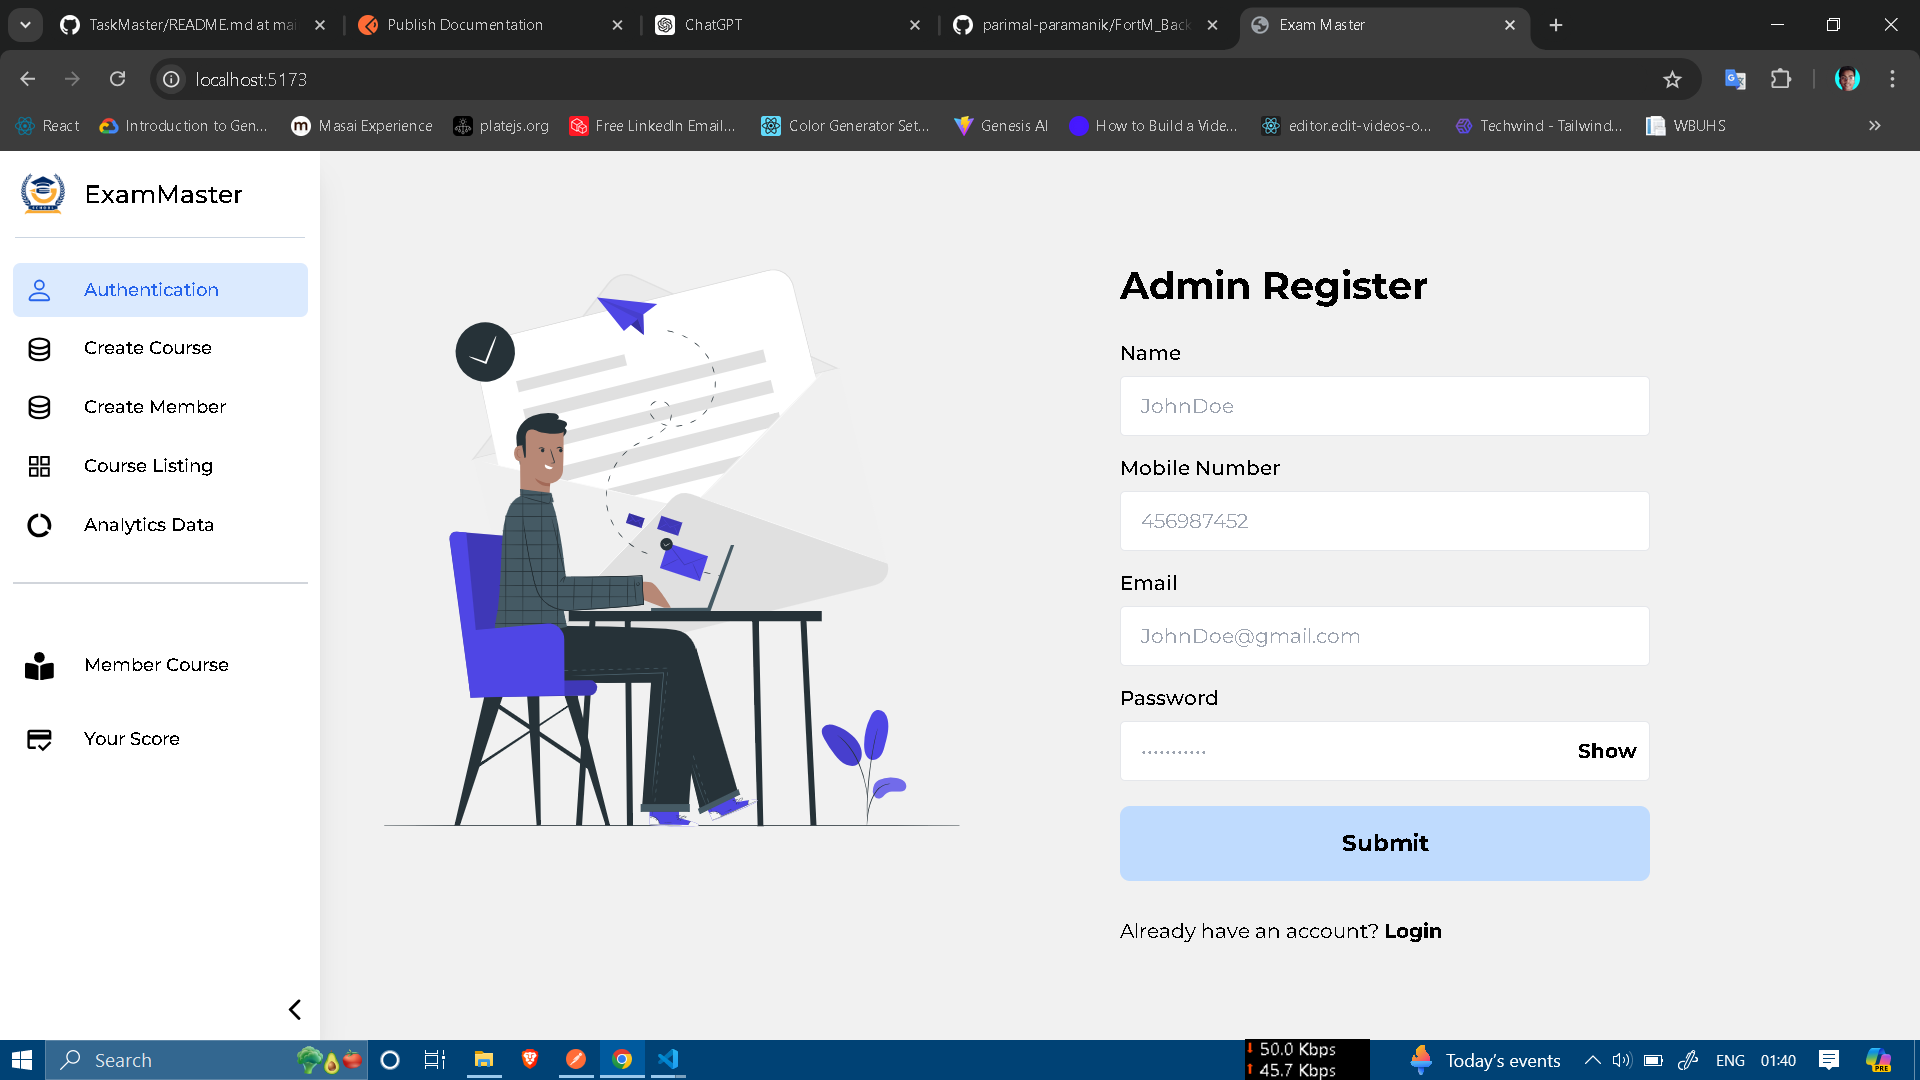 TaskMaster/README.md at mai
Publish Documentation
ChatGPT
parimal-paramanik/FortM_Back
Exam Master
localhost:5173
React
Introduction to Gen...
Masai Experience
platejs.org
Free LinkedIn Email...
Color Generator Set...
Genesis AI
How to Build a Vide...
editor.edit-videos-o...
Techwind - Tailwind...
WBUHS
ExamMaster
Authentication
Create Course
Create Member
Course Listing
Analytics Data
Member Course
Your Score
Admin Register
Name
JohnDoe
Mobile Number
456987452
Email
JohnDoe@gmail.com
Password
Show
Submit
Already have an account? Login
Search
50.0 Kbps
45.7 Kbps
Today's events
ENG
01:40
PRE